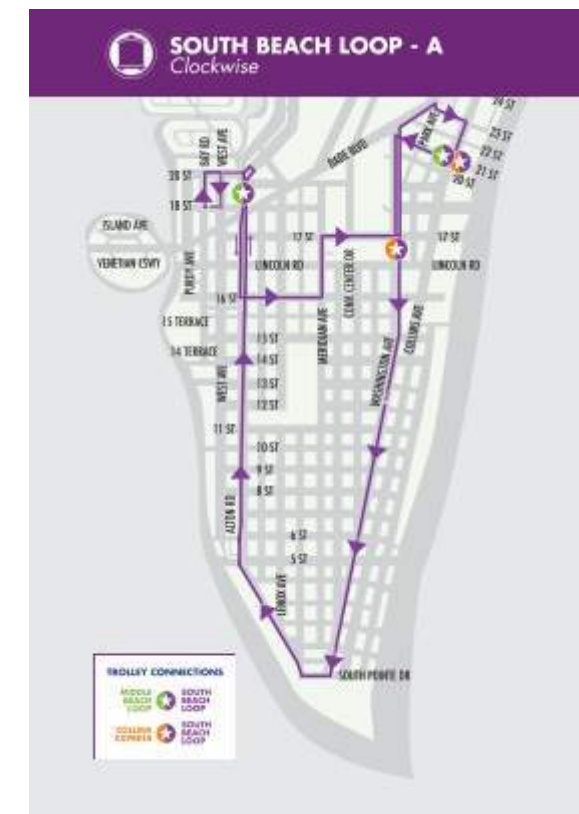 SOUTH BEACH LOOP - A
Clockwise
24 ST
PARK AVE
23 ST
22 ST
21 ST
20 ST
BAY RD
WEST AVE
DADE BLVD
20 ST
18 ST
ISLAND AVE
17 ST
17 ST
VENETIAN CSWY
PURDY AVE
LINCOLN RD
CONV. CENTER DR.
LINCOLN RD
16 ST
MERIDIAN AVE
15 TERRACE
COLLINS AVE
WASHINGTON AVE
15 ST
14 TERRACE
14 ST
WEST AVE
13 ST
12 ST
11 ST
10 ST
9 ST
8 ST
ALTON RD
6 ST
5 ST
LENOX AVE
SOUTH POINTE DR
TROLLEY CONNECTIONS
MIDDLE BEACH LOOP
SOUTH BEACH LOOP
COLLINS EXPRESS
SOUTH BEACH LOOP